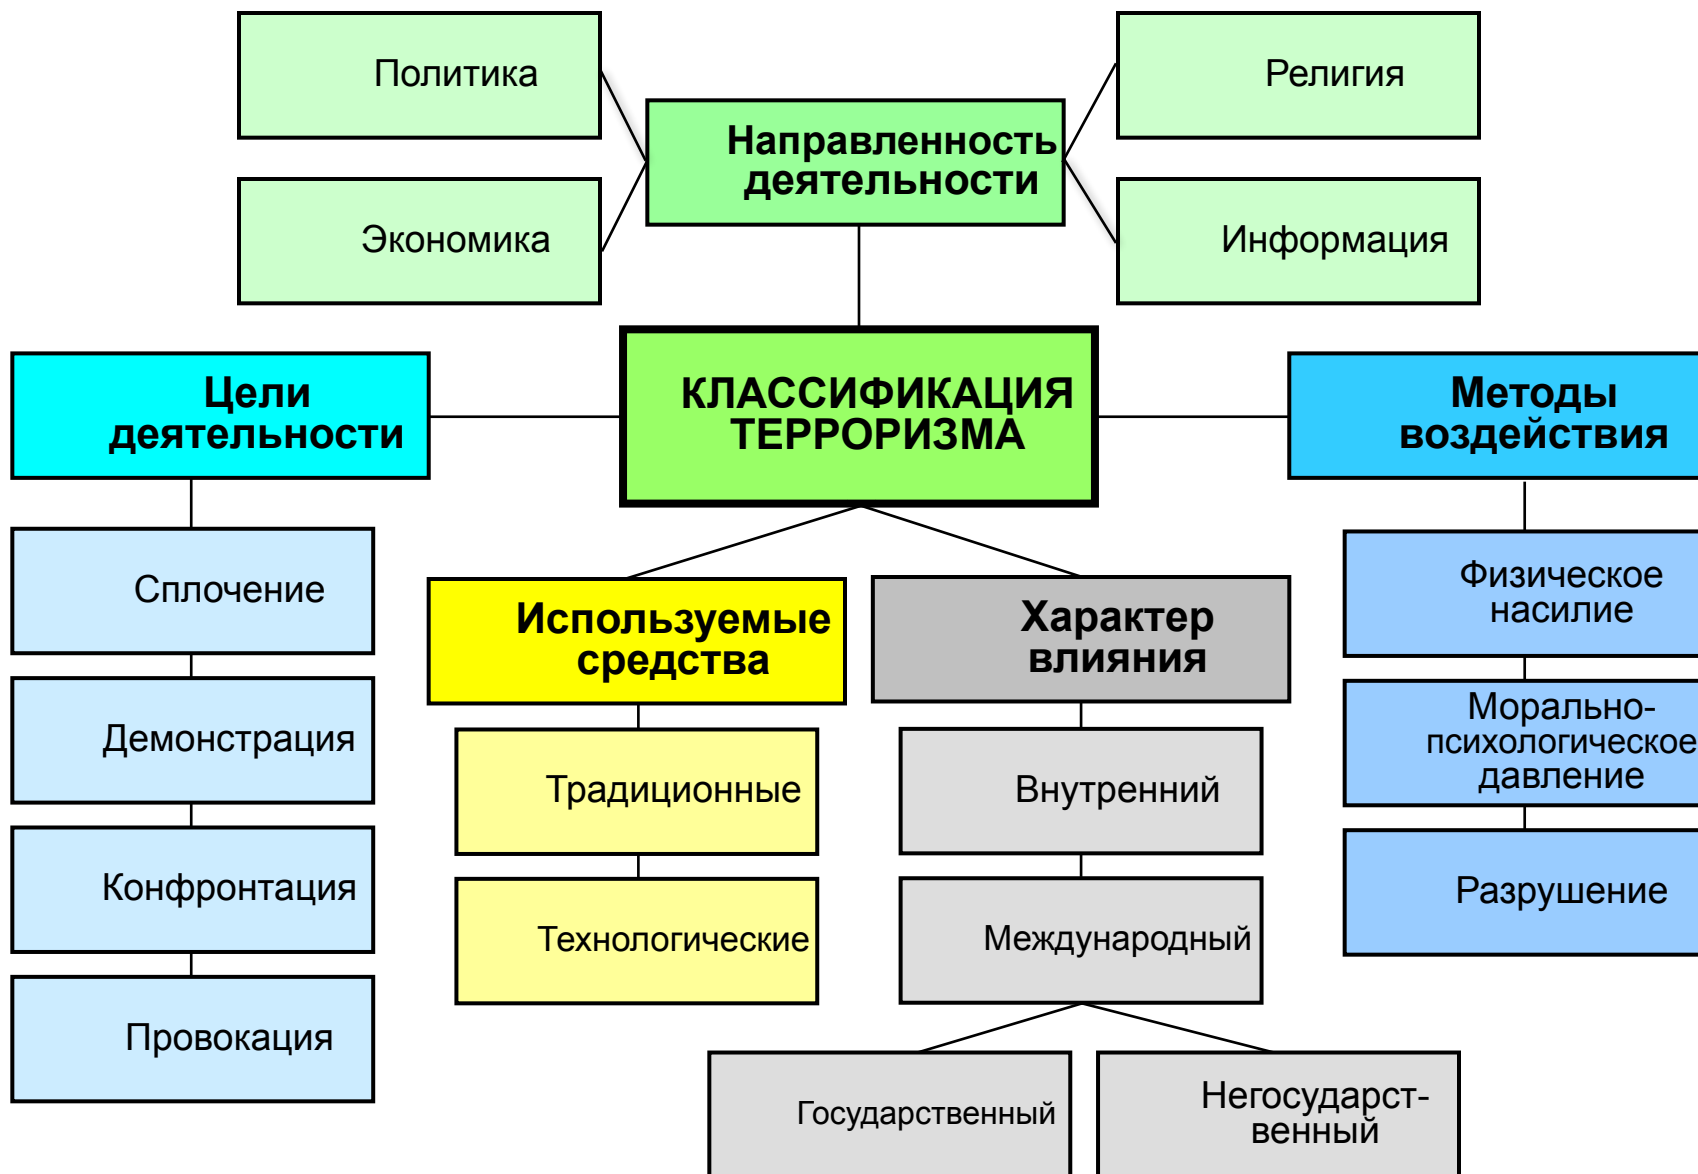 Политика
Религия
Направленность
деятельности
Экономика
Информация
КЛАССИФИКАЦИЯ
ТЕРРОРИЗМА
Цели
деятельности
Сплочение
Демонстрация
Конфронтация
Провокация
Используемые
средства
Традиционные
Технологические
Характер
влияния
Внутренний
Международный
Государственный
Негосударст-
венный
Методы
воздействия
Физическое
насилие
Морально-
психологическое
давление
Разрушение